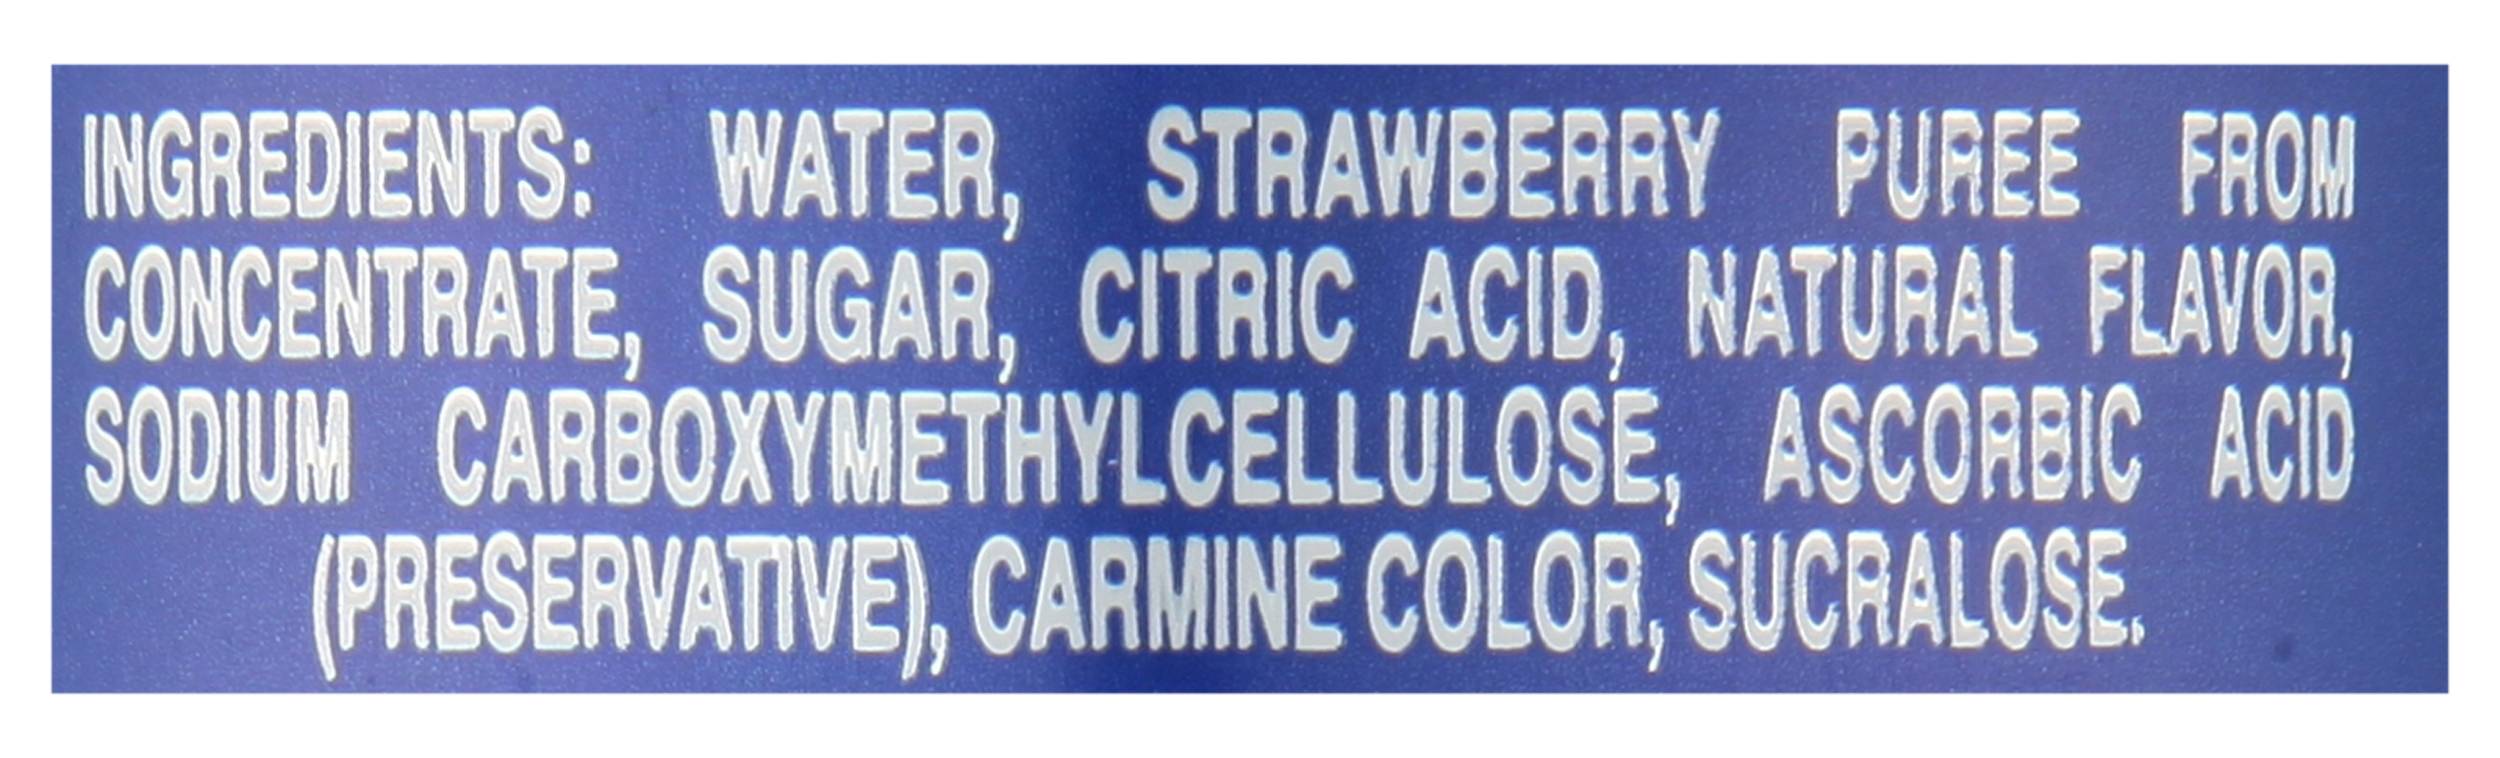 INGREDIENTS: WATER, STRAWBERRY PUREE FROM
CONCENTRATE, SUGAR, CITRIC ACID, NATURAL FLAVOR,
SODIUM CARBOXYMETHYLCELLULOSE, ASCORBIC ACID
(PRESERVATIVE), CARMINE COLOR, SUCRALOSE.